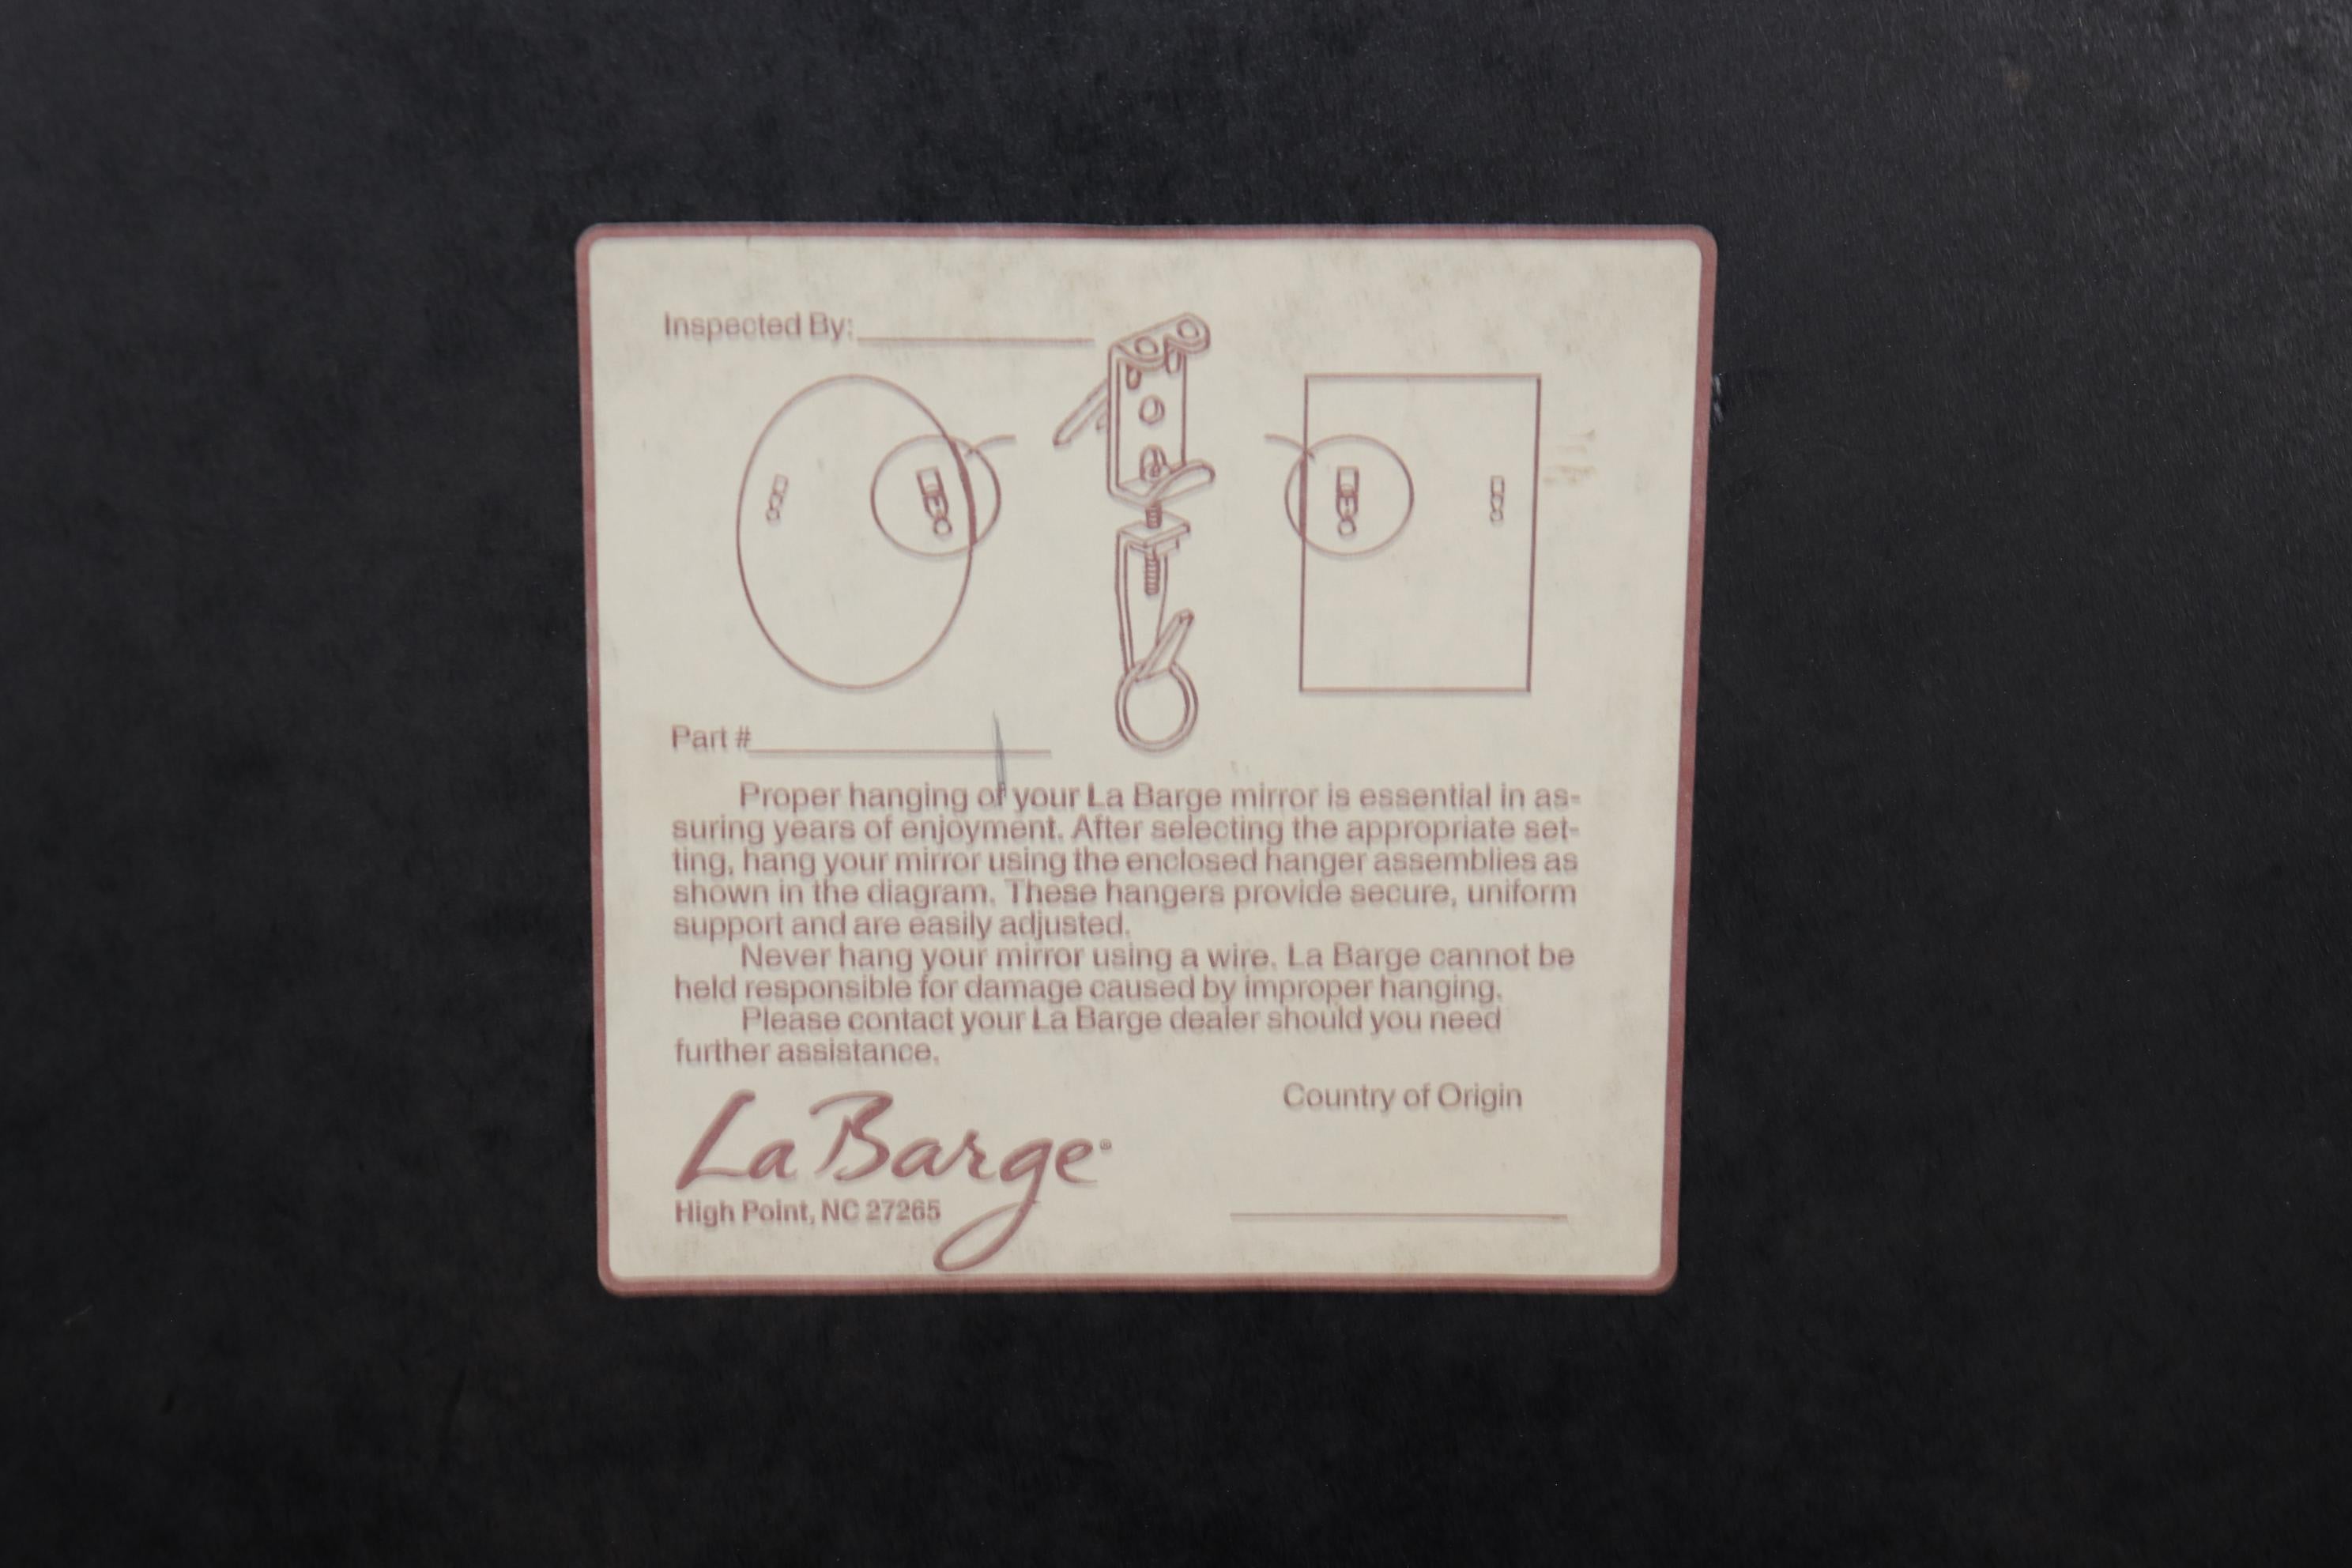 Inspected By:
Part #
Proper hanging of your La Barge mirror is essential in as-
suring years of enjoyment. After selecting the appropriate set-
ting, hang your mirror using the enclosed hanger assemblies as
shown in the diagram. These hangers provide secure, uniform
support and are easily adjusted.
Never hang your mirror using a wire. La Barge cannot be
held responsible for damage caused by improper hanging.
Please contact your La Barge dealer should you need
further assistance.
Country of Origin
La Barge®
High Point, NC 27265